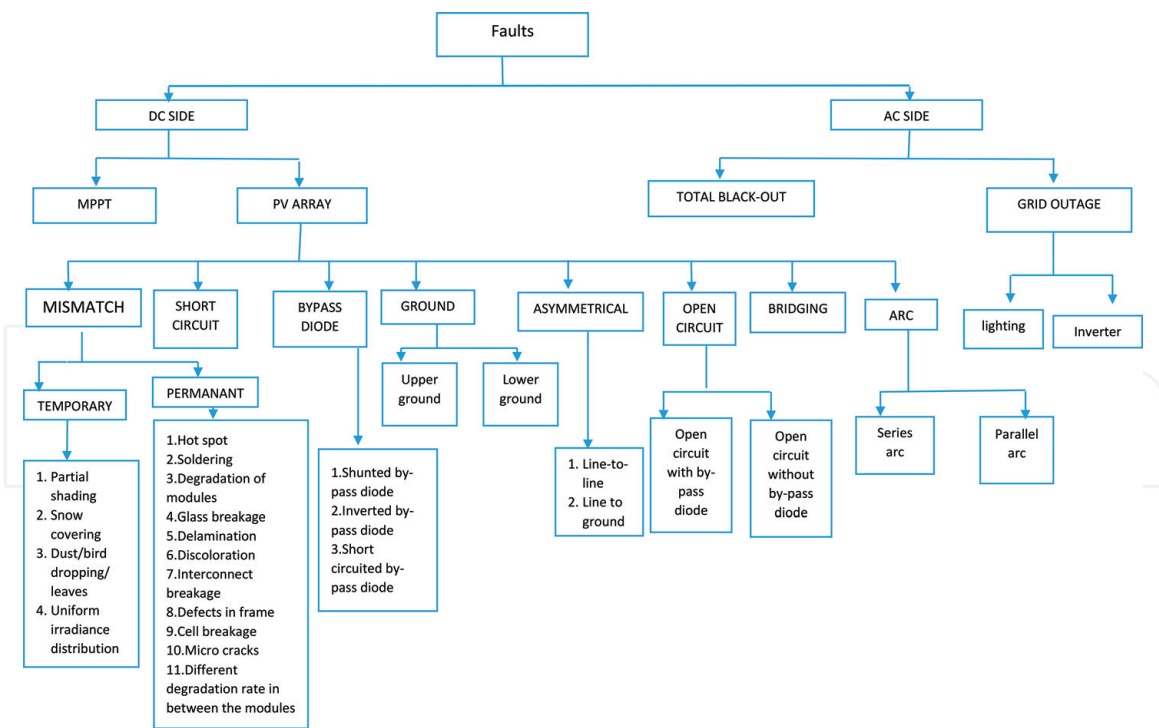 Faults
DC SIDE
AC SIDE
MPPT
PV ARRAY
TOTAL BLACK-OUT
GRID OUTAGE
MISMATCH
SHORT
CIRCUIT
BYPASS
DIODE
GROUND
ASYMMETRICAL
OPEN
CIRCUIT
BRIDGING
ARC
lighting
Inverter
TEMPORARY
PERMANANT
Upper
ground
Lower
ground
1. Partial
shading
2. Snow
covering
3. Dust/bird
dropping/
leaves
4. Uniform
irradiance
distribution
1.Hot spot
2.Soldering
3.Degradation of
modules
4.Glass breakage
5.Delamination
6.Discoloration
7.Interconnect
breakage
8.Defects in frame
9.Cell breakage
10.Micro cracks
11.Different
degradation rate in
between the modules
1.Shunted by-
pass diode
2.Inverted by-
pass diode
3.Short
circuited by-
pass diode
1. Line-to-
line
2. Line to
ground
Open
circuit
with by-
pass
diode
Open
circuit
without
by-pass
diode
Series
arc
Parallel
arc